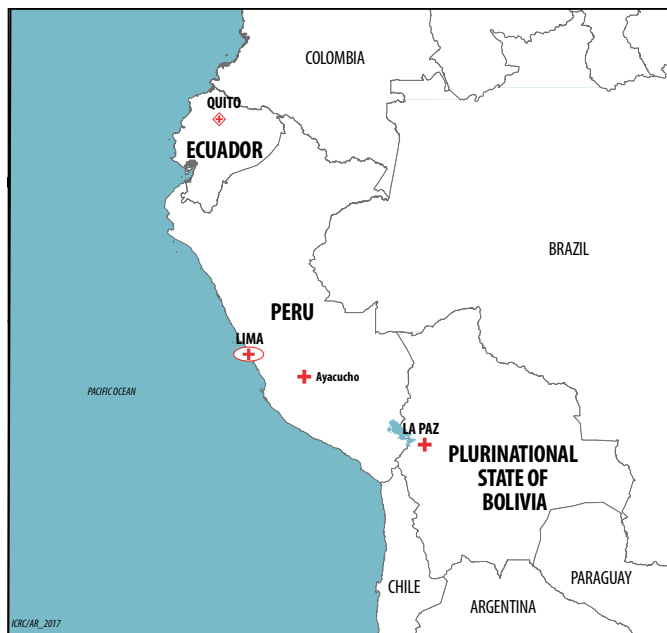 COLOMBIA
QUITO
ECUADOR
BRAZIL
PERU
LIMA
Ayacucho
PACIFIC OCEAN
LA PAZ
PLURINATIONAL
STATE OF
BOLIVIA
CHILE
PARAGUAY
ARGENTINA
ICRC/AR_2017